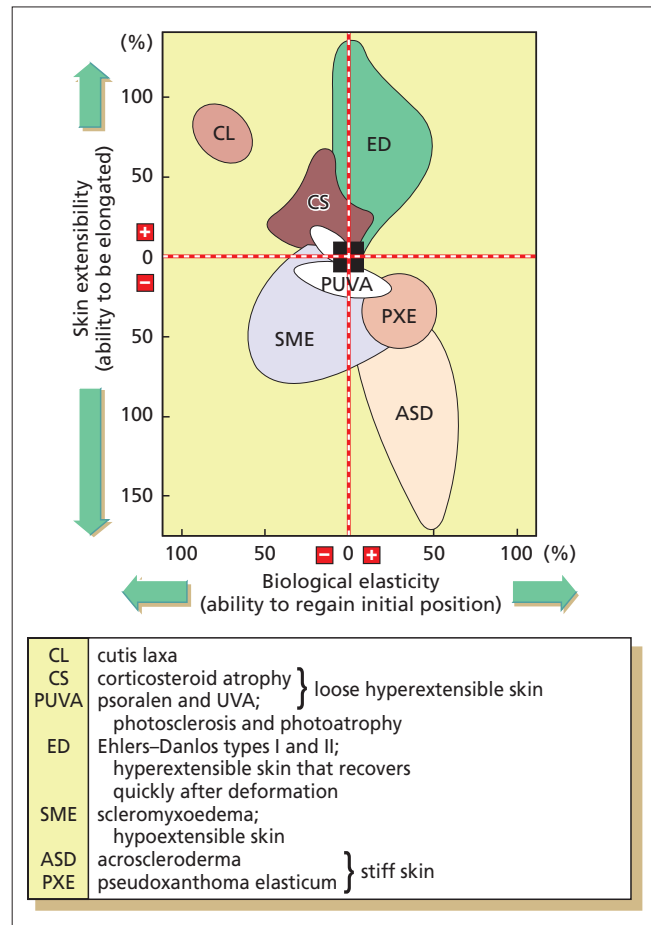 (%)
100
50
+
0
−
50
100
150
Skin extensibility
(ability to be elongated)
CL
ED
CS
PUVA
PXE
SME
ASD
100 50 − 0 + 50 100 (%)
Biological elasticity
(ability to regain initial position)
CL cutis laxa
CS corticosteroid atrophy
PUVA psoralen and UVA;
loose hyperextensible skin
photosclerosis and photoatrophy
ED Ehlers–Danlos types I and II;
hyperextensible skin that recovers
quickly after deformation
SME scleromyxoedema;
hypoextensible skin
ASD acroscleroderma
PXE pseudoxanthoma elasticum
stiff skin